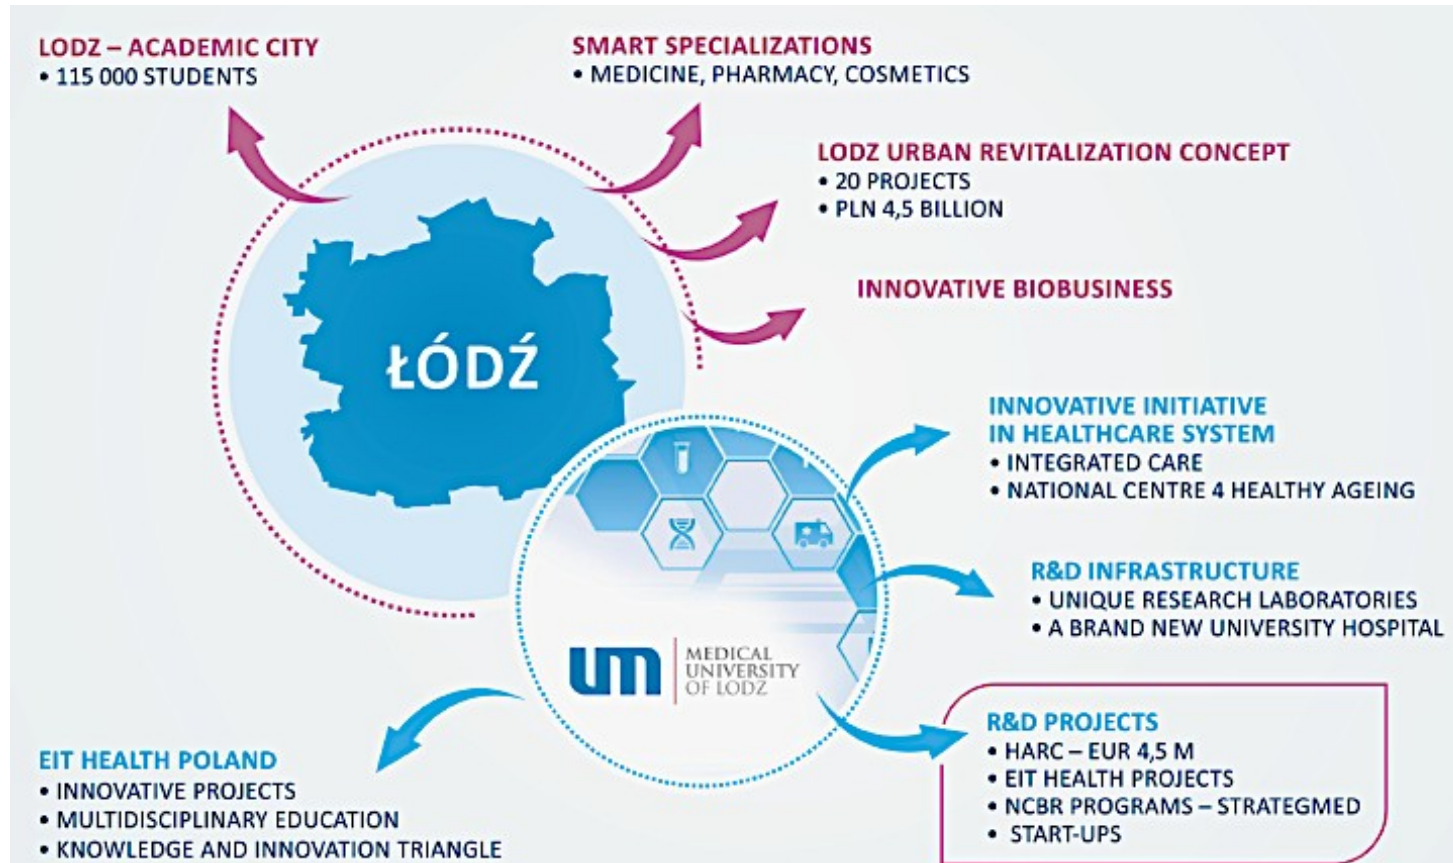 LODZ – ACADEMIC CITY
• 115 000 STUDENTS
SMART SPECIALIZATIONS
• MEDICINE, PHARMACY, COSMETICS
LODZ URBAN REVITALIZATION CONCEPT
• 20 PROJECTS
• PLN 4,5 BILLION
INNOVATIVE BIOBUSINESS
ŁÓDŹ
INNOVATIVE INITIATIVE
IN HEALTHCARE SYSTEM
• INTEGRATED CARE
• NATIONAL CENTRE 4 HEALTHY AGEING
R&D INFRASTRUCTURE
• UNIQUE RESEARCH LABORATORIES
• A BRAND NEW UNIVERSITY HOSPITAL
um
MEDICAL
UNIVERSITY
OF LODZ
R&D PROJECTS
• HARC – EUR 4,5 M
• EIT HEALTH PROJECTS
• NCBR PROGRAMS – STRATEGMED
• START-UPS
EIT HEALTH POLAND
• INNOVATIVE PROJECTS
• MULTIDISCIPLINARY EDUCATION
• KNOWLEDGE AND INNOVATION TRIANGLE